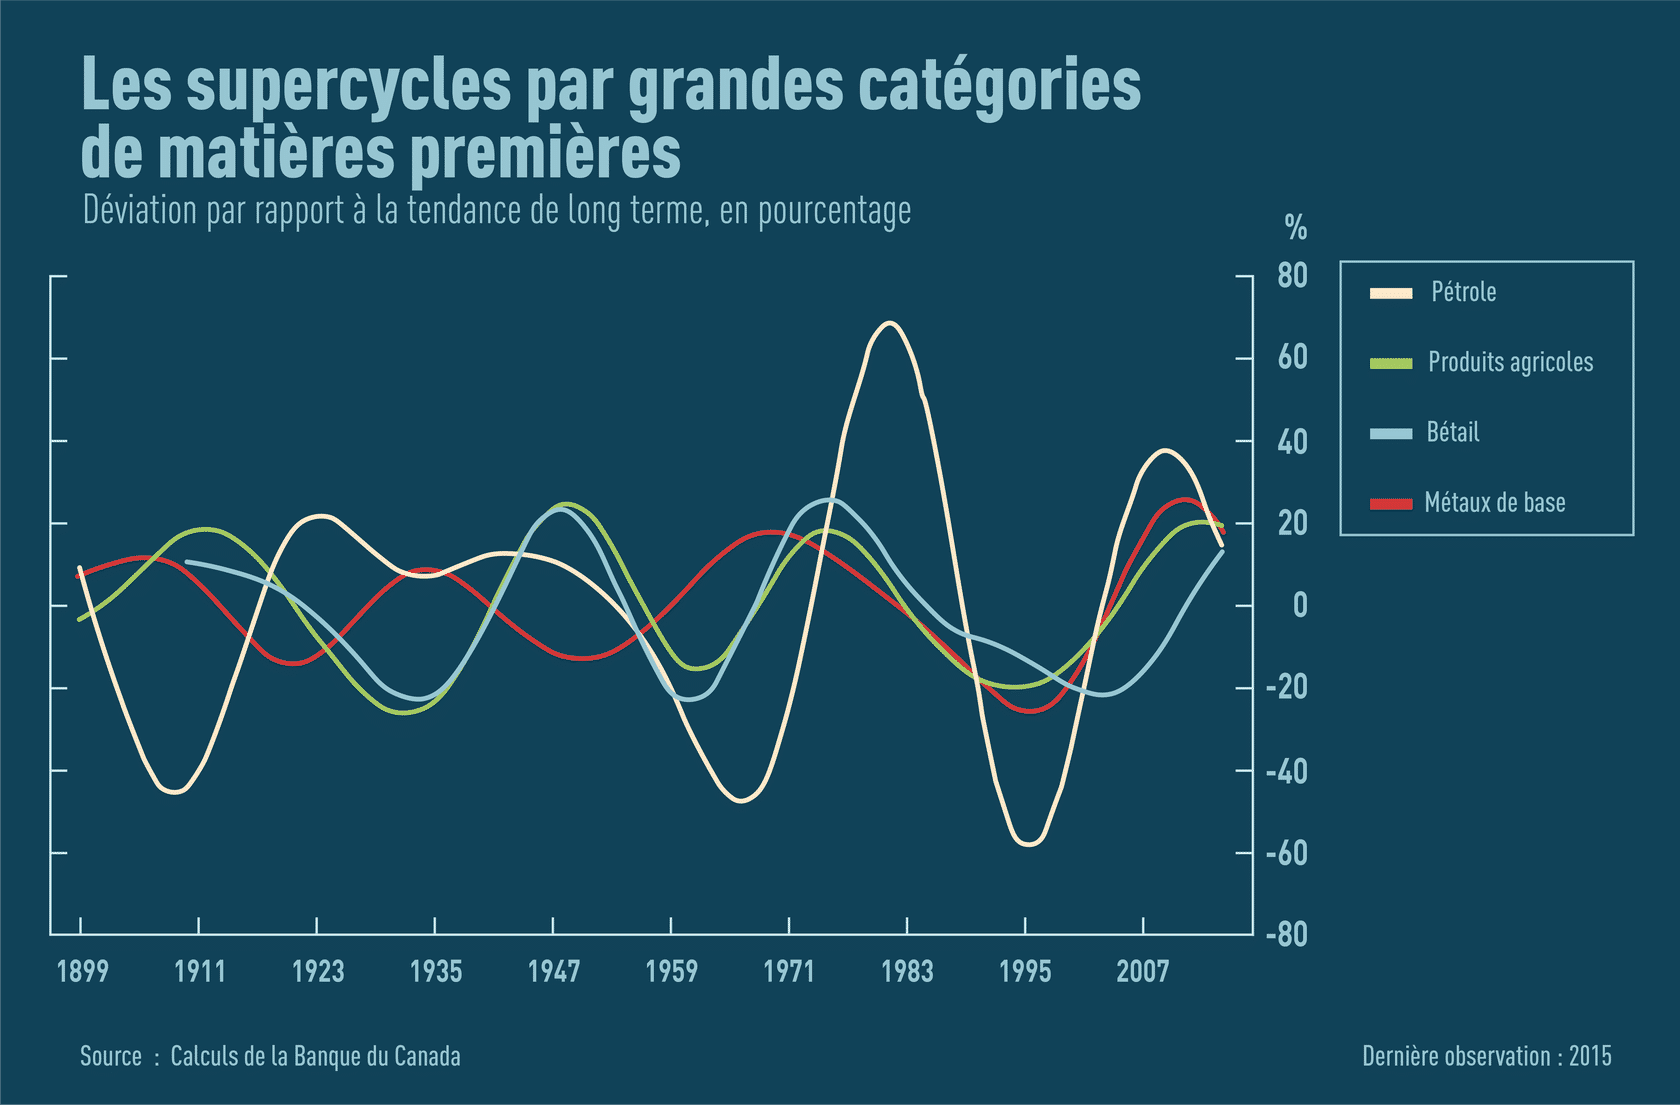 Les supercycles par grandes catégories
de matières premières
Déviation par rapport à la tendance de long terme, en pourcentage
%
80
60
40
20
0
-20
-40
-60
-80
Pétrole
Produits agricoles
Bétail
Métaux de base
1899 1911 1923 1935 1947 1959 1971 1983 1995 2007
Source : Calculs de la Banque du Canada
Dernière observation : 2015